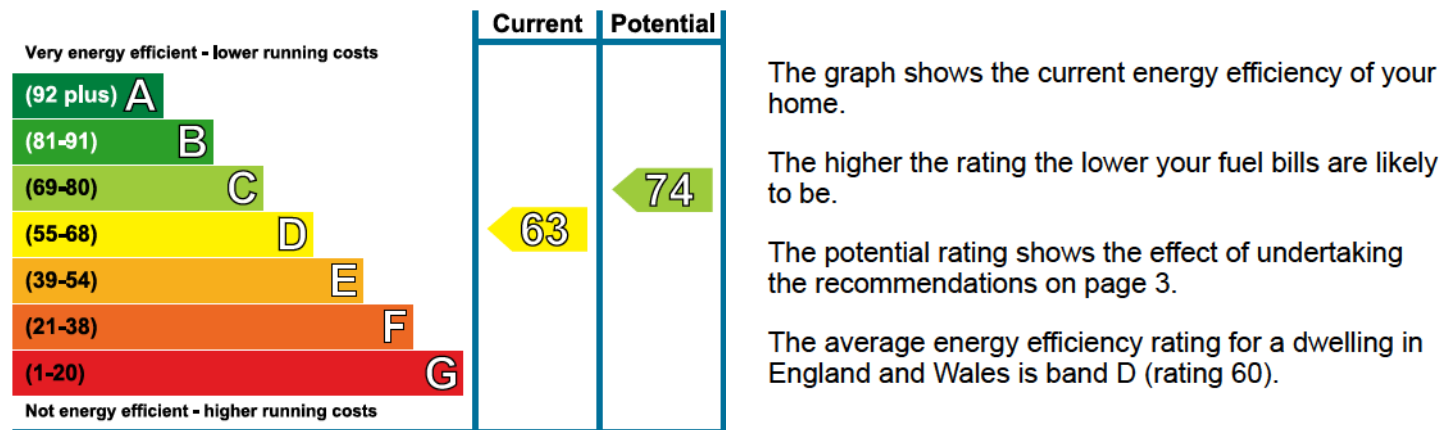 Current Potential
Very energy efficient - lower running costs
(92 plus) A
(81-91) B
(69-80) C
74
(55-68) D
63
(39-54) E
(21-38) F
(1-20) G
Not energy efficient - higher running costs
The graph shows the current energy efficiency of your
home.
The higher the rating the lower your fuel bills are likely
to be.
The potential rating shows the effect of undertaking
the recommendations on page 3.
The average energy efficiency rating for a dwelling in
England and Wales is band D (rating 60).